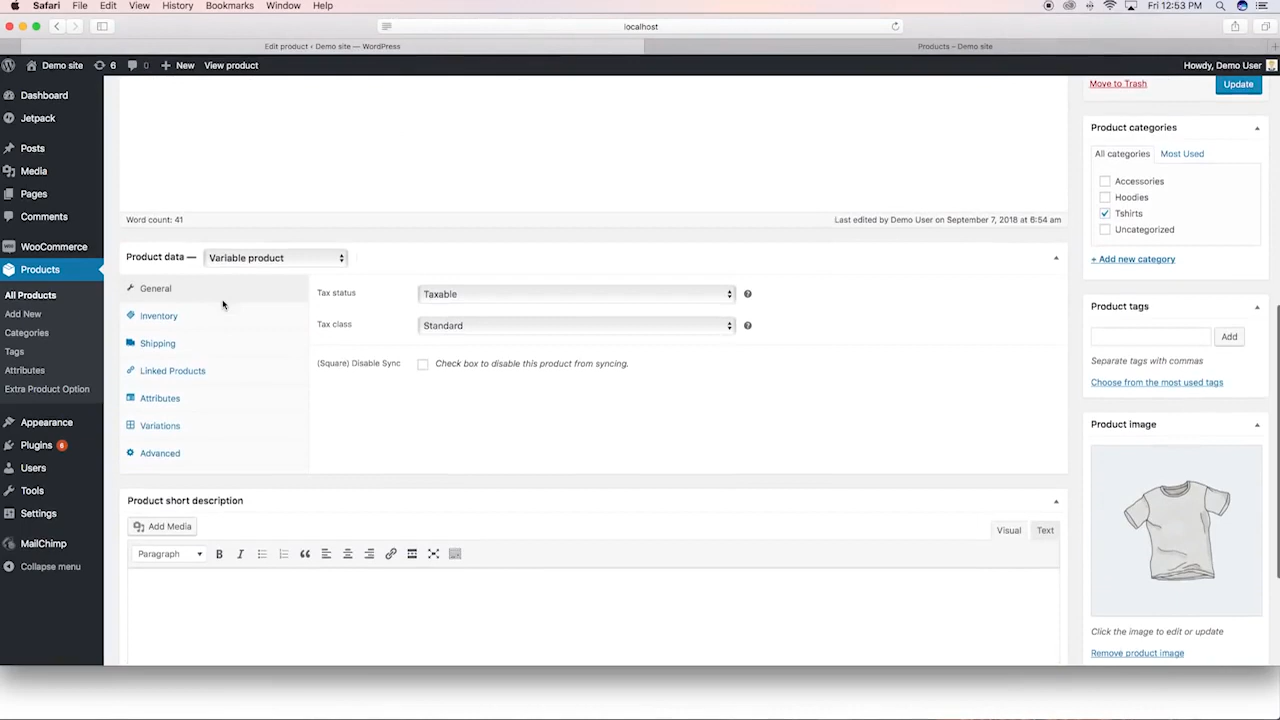 Safari File Edit View History Bookmarks Window Help
Fri 12:53 PM
localhost
Edit product ‹ Demo site — WordPress
Products – Demo site
Demo site 6 0 New View product
Howdy, Demo User
Dashboard
Jetpack
Posts
Media
Pages
Comments
WooCommerce
Products
All Products
Add New
Categories
Tags
Attributes
Extra Product Option
Appearance
Plugins 6
Users
Tools
Settings
MailChimp
Collapse menu
Word count: 41
Last edited by Demo User on September 7, 2018 at 6:54 am
Product data — Variable product
General
Inventory
Shipping
Linked Products
Attributes
Variations
Advanced
Tax status Taxable
Tax class Standard
(Square) Disable Sync Check box to disable this product from syncing.
Product short description
Add Media
Visual Text
Paragraph B I
Move to Trash Update
Product categories
All categories Most Used
Accessories
Hoodies
Tshirts
Uncategorized
+ Add new category
Product tags
Add
Separate tags with commas
Choose from the most used tags
Product image
Click the image to edit or update
Remove product image